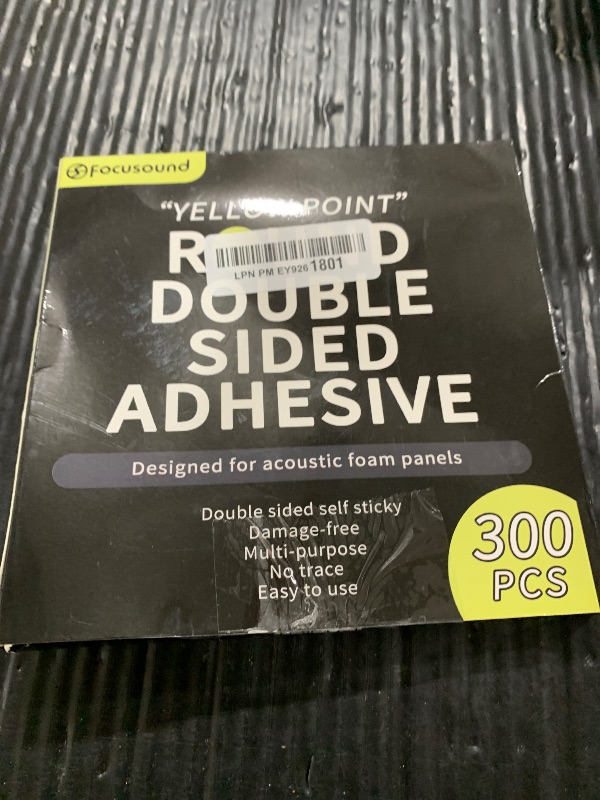 Focusound
"YELLOW POINT"
DOUBLE
SIDED
ADHESIVE
LPN PM EY926 1801
Designed for acoustic foam panels
Double sided self sticky
Damage-free
Multi-purpose
No trace
Easy to use
300
PCS